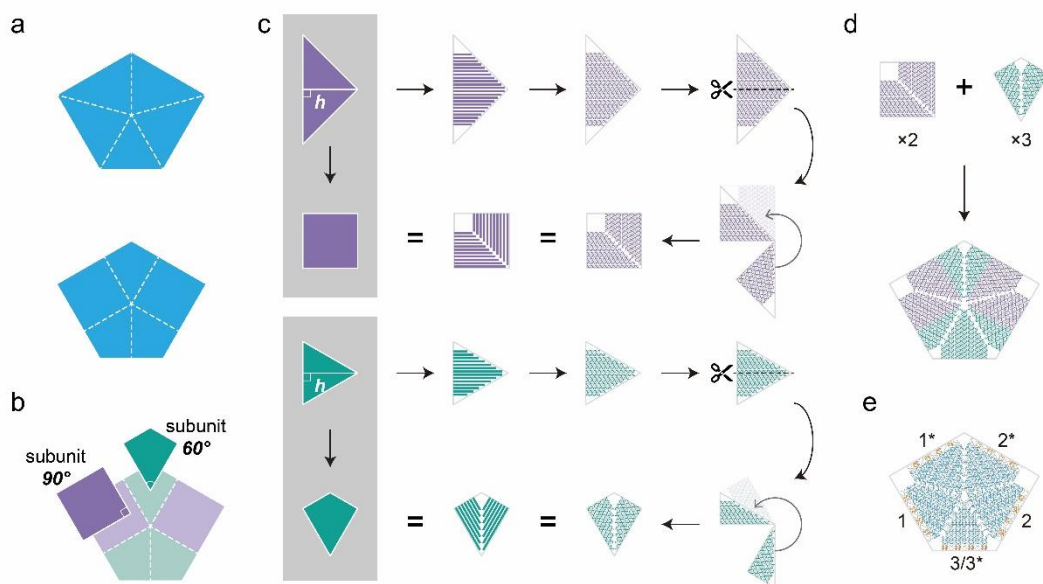 a
c
d
h
+
×2
×3
=
=
b
subunit
60°
subunit
90°
h
e
1*
2*
1
2
3/3*
=
=